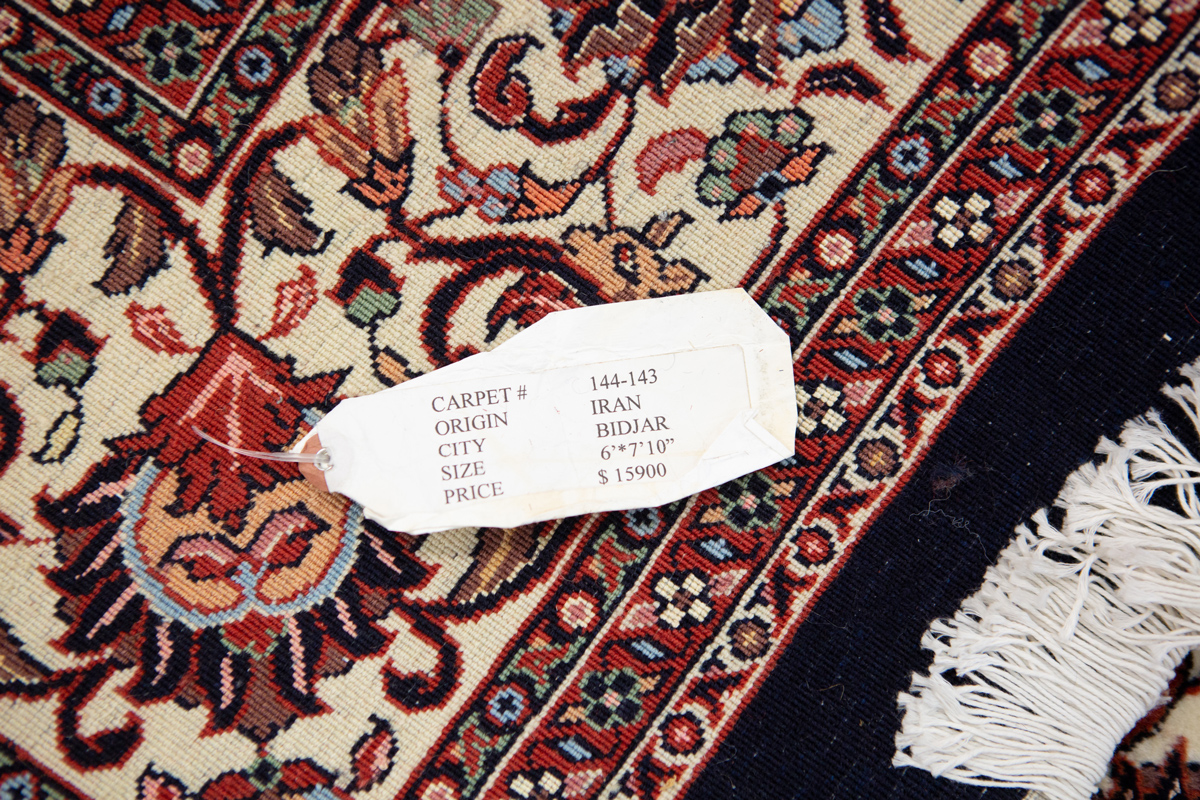 CARPET # 144-143
ORIGIN IRAN
CITY BIDJAR
SIZE 6’*7’10”
PRICE $ 15900